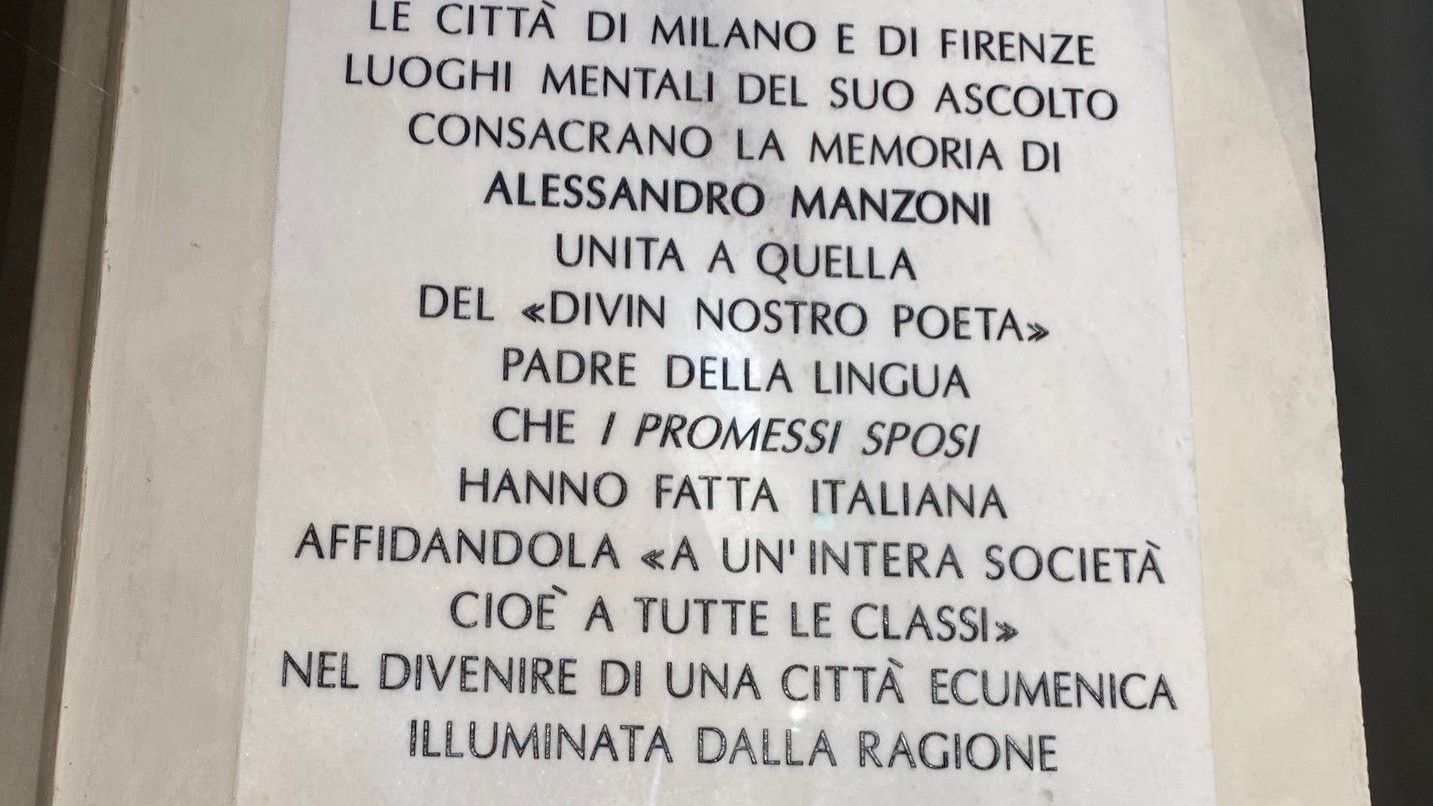 LE CITTÀ DI MILANO E DI FIRENZE
LUOGHI MENTALI DEL SUO ASCOLTO
CONSACRANO LA MEMORIA DI
ALESSANDRO MANZONI
UNITA A QUELLA
DEL «DIVIN NOSTRO POETA»
PADRE DELLA LINGUA
CHE I PROMESSI SPOSI
HANNO FATTA ITALIANA
AFFIDANDOLA «A UN'INTERA SOCIETÀ
CIOÈ A TUTTE LE CLASSI»
NEL DIVENIRE DI UNA CITTÀ ECUMENICA
ILLUMINATA DALLA RAGIONE